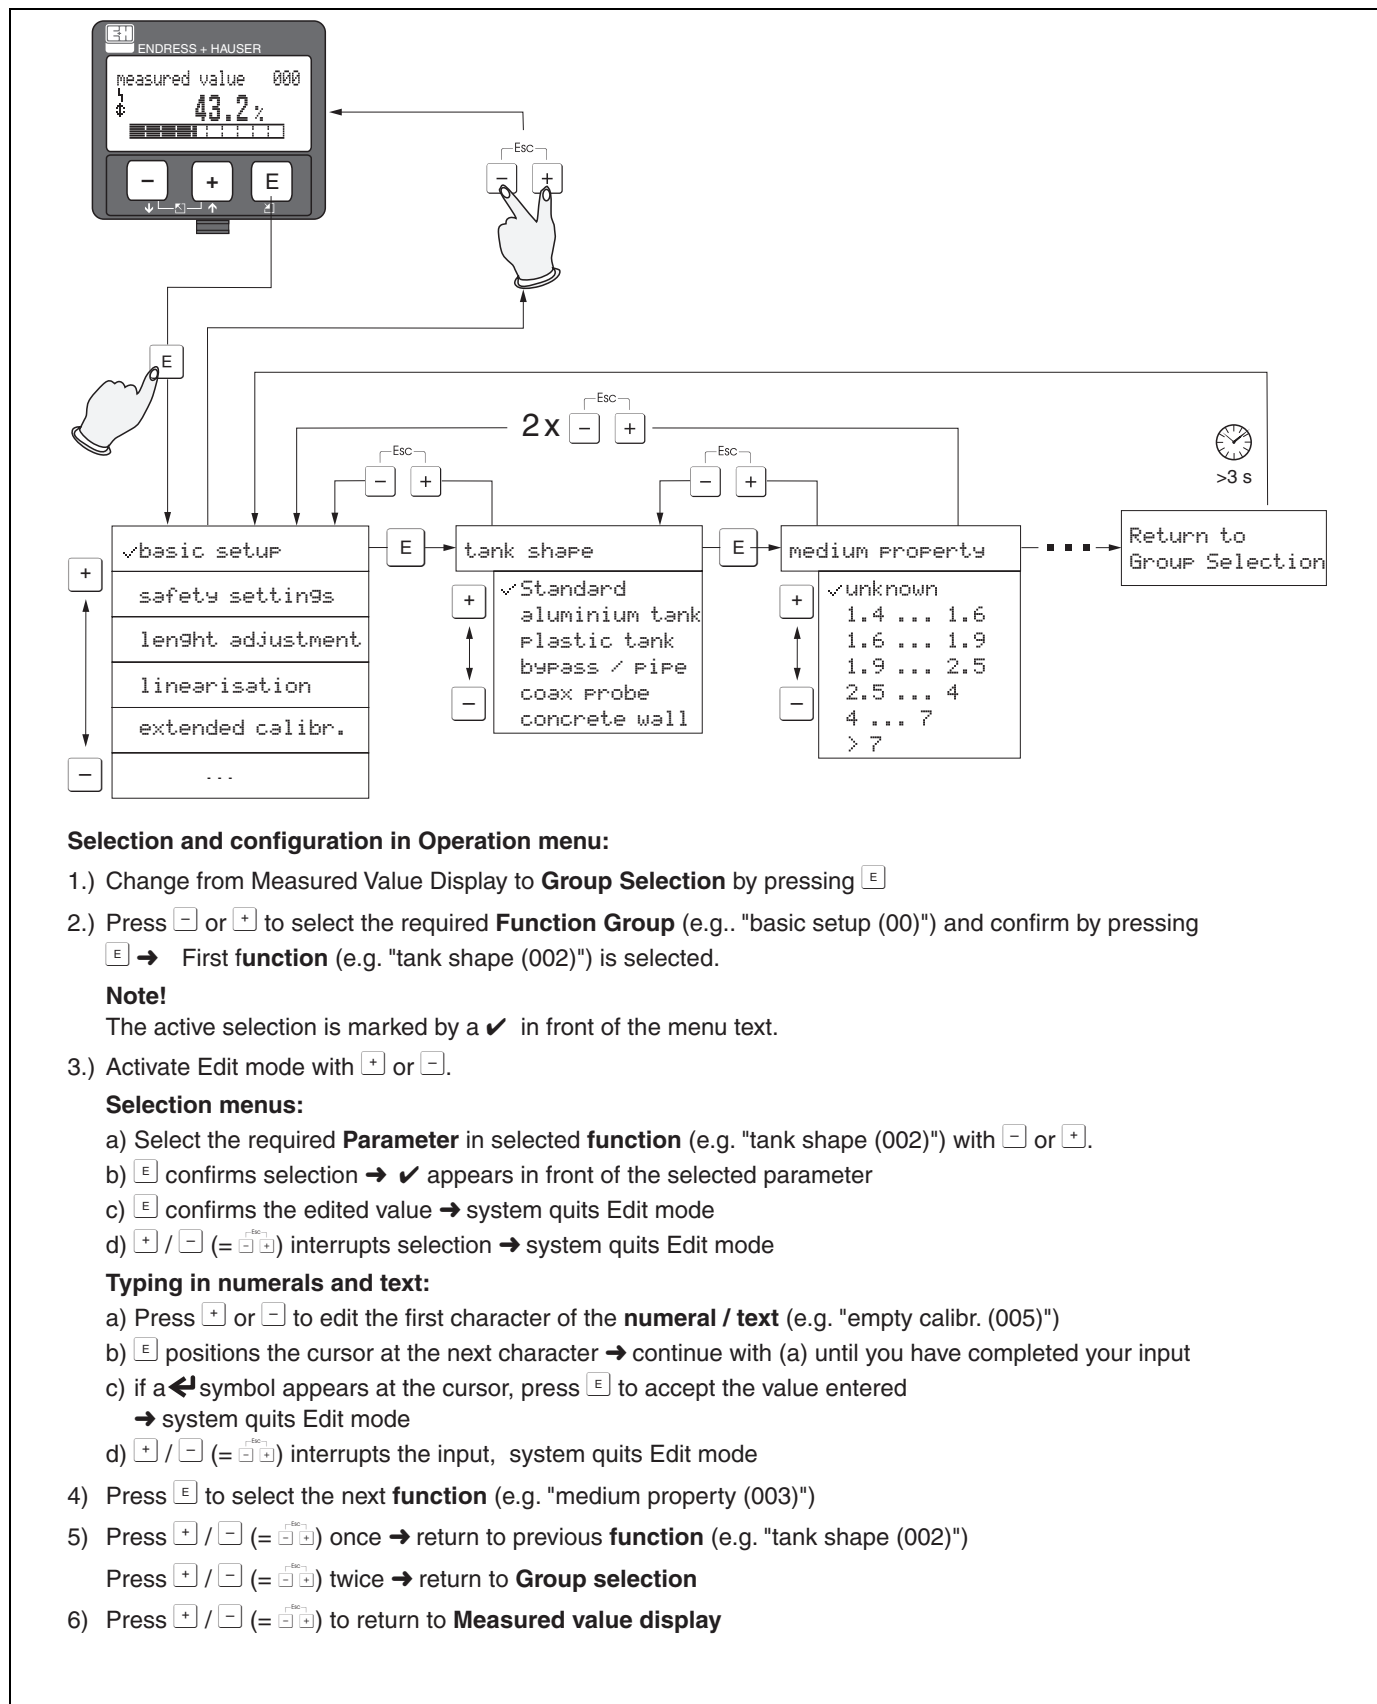 ENDRESS + HAUSER
measured value 000
43.2%
- + E
Esc
- +
E
Esc
2x - +
Esc
- +
Esc
- +
>3 s
✓basic setup
safety settings
lenght adjustment
linearisation
extended calibr.
...
+
-
E
tank shape
✓Standard
aluminium tank
plastic tank
bypass / pipe
coax probe
concrete wall
+
-
E
medium property
✓unknown
1.4 ... 1.6
1.6 ... 1.9
1.9 ... 2.5
2.5 ... 4
4 ... 7
> 7
+
-
Return to
Group Selection
Selection and configuration in Operation menu:
1.) Change from Measured Value Display to Group Selection by pressing E
2.) Press - or + to select the required Function Group (e.g.. "basic setup (00)") and confirm by pressing
E ➜ First function (e.g. "tank shape (002)") is selected.
Note!
The active selection is marked by a ✔ in front of the menu text.
3.) Activate Edit mode with + or -.
Selection menus:
a) Select the required Parameter in selected function (e.g. "tank shape (002)") with - or +.
b) E confirms selection ➜ ✔ appears in front of the selected parameter
c) E confirms the edited value ➜ system quits Edit mode
d) + / - (= Esc - +) interrupts selection ➜ system quits Edit mode
Typing in numerals and text:
a) Press + or - to edit the first character of the numeral / text (e.g. "empty calibr. (005)")
b) E positions the cursor at the next character ➜ continue with (a) until you have completed your input
c) if a ↵ symbol appears at the cursor, press E to accept the value entered
➜ system quits Edit mode
d) + / - (= Esc - +) interrupts the input, system quits Edit mode
4) Press E to select the next function (e.g. "medium property (003)")
5) Press + / - (= Esc - +) once ➜ return to previous function (e.g. "tank shape (002)")
Press + / - (= Esc - +) twice ➜ return to Group selection
6) Press + / - (= Esc - +) to return to Measured value display